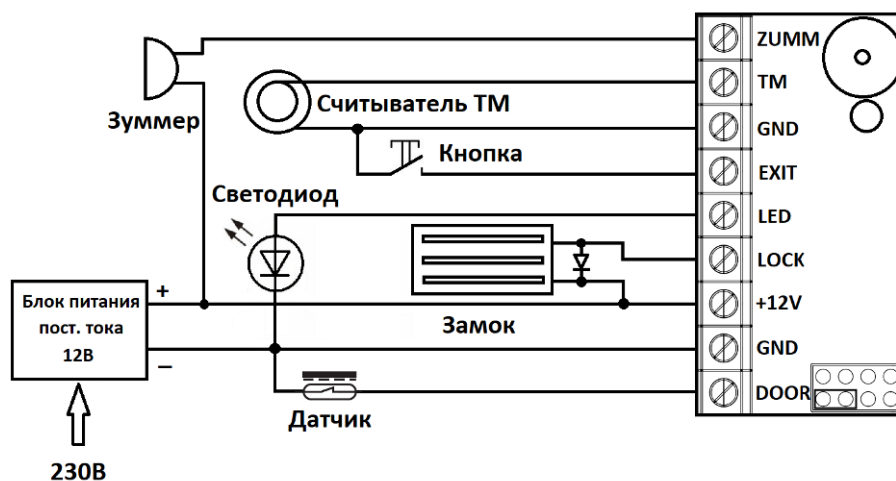 ZUMM
TM
Считыватель ТМ
Зуммер
GND
Кнопка
EXIT
Светодиод
LED
LOCK
+
Блок питания
пост. тока
12В
+12V
Замок
GND
–
DOOR
Датчик
230В